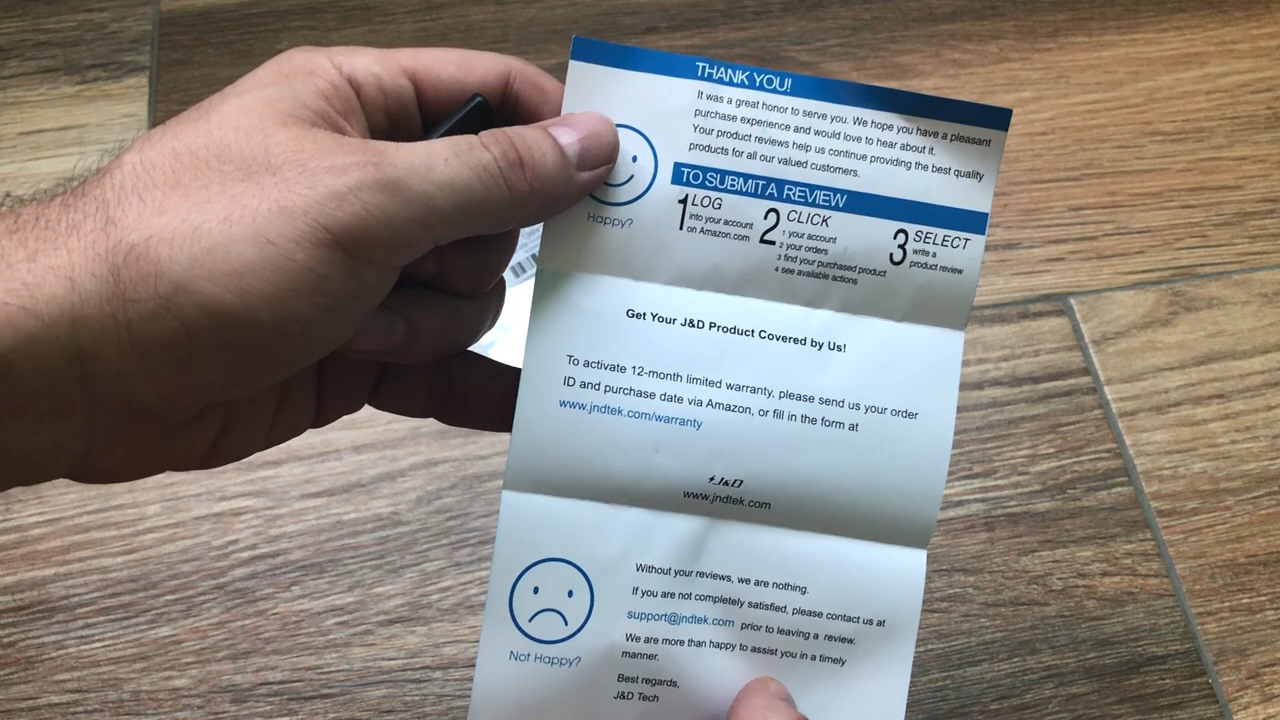 THANK YOU!
It was a great honor to serve you. We hope you have a pleasant
purchase experience and would love to hear about it.
Your product reviews help us continue providing the best quality
products for all our valued customers.
Happy?
TO SUBMIT A REVIEW
1 LOG
into your account
on Amazon.com
2 CLICK
1 your account
2 your orders
3 find your purchased product
4 see available actions
3 SELECT
write a
product review
Get Your J&D Product Covered by Us!
To activate 12-month limited warranty, please send us your order
ID and purchase date via Amazon, or fill in the form at
www.jndtek.com/warranty
J&D
www.jndtek.com
Not Happy?
Without your reviews, we are nothing.
If you are not completely satisfied, please contact us at
support@jndtek.com prior to leaving a review.
We are more than happy to assist you in a timely
manner.
Best regards,
J&D Tech